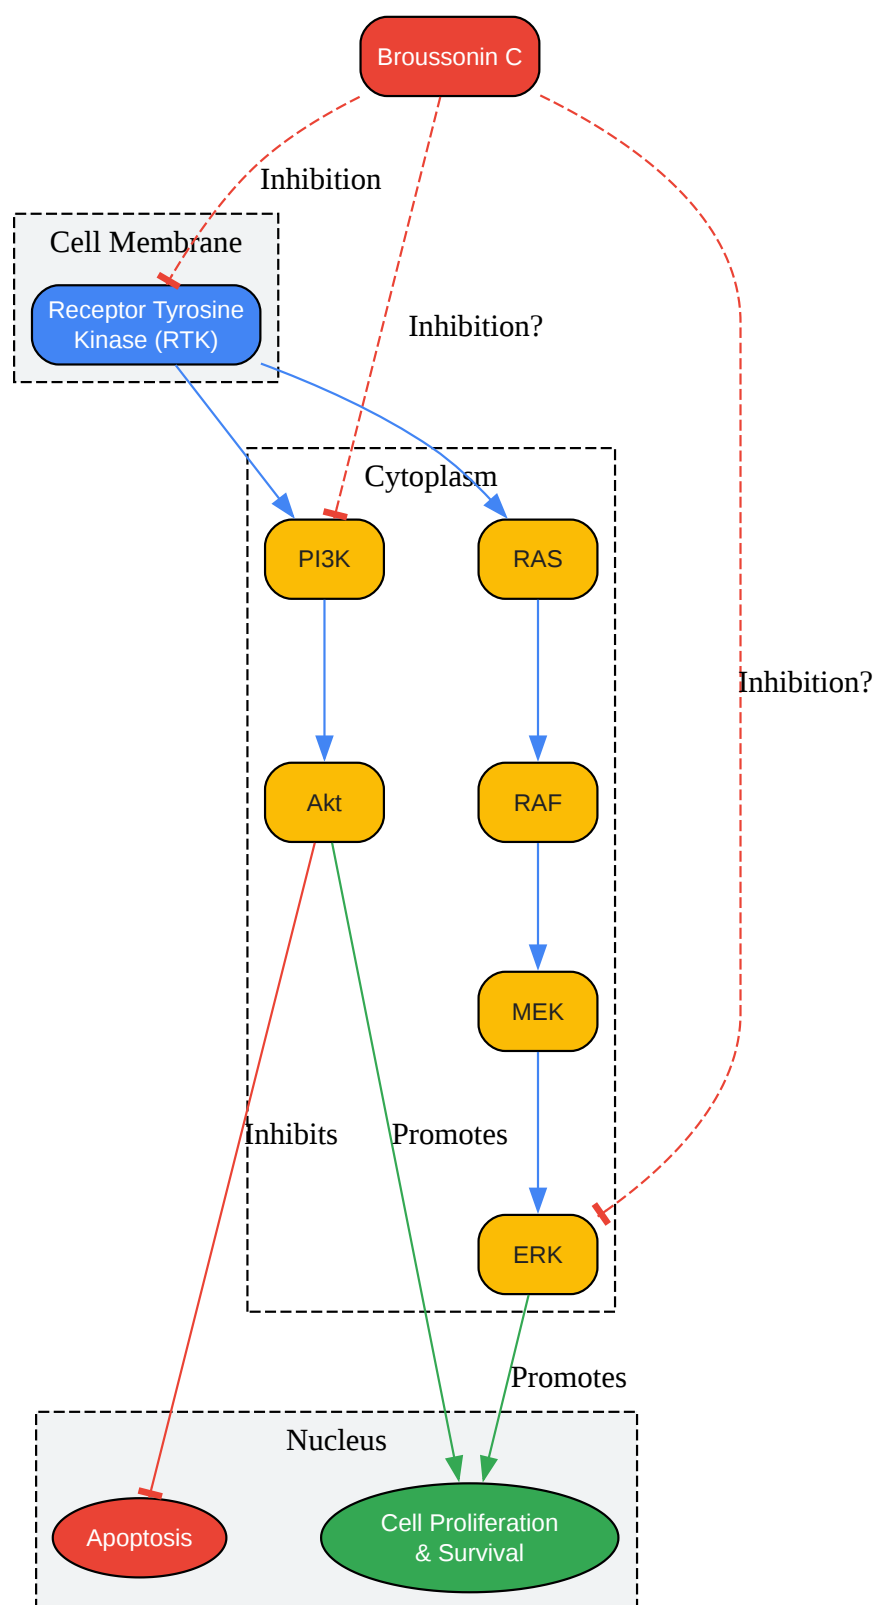 Broussonin C
Inhibition
Cell Membrane
Receptor Tyrosine
Kinase (RTK)
Inhibition?
Cytoplasm
PI3K
RAS
Inhibition?
Akt
RAF
MEK
Inhibits
Promotes
ERK
Promotes
Nucleus
Apoptosis
Cell Proliferation
& Survival